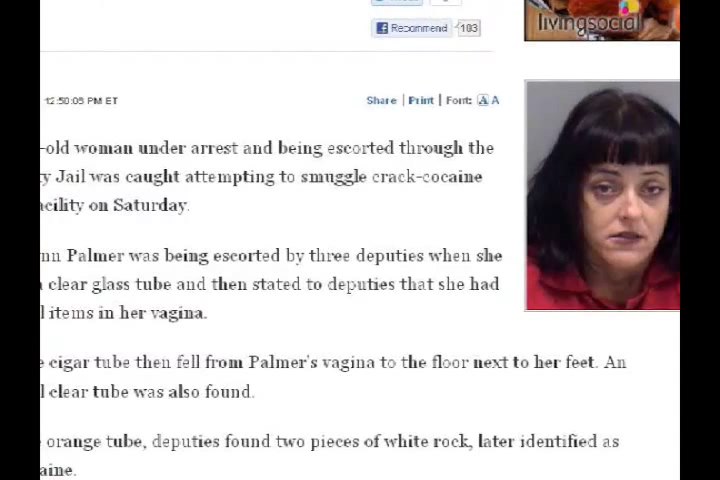 Recommend 103
livingsocial
12:50:05 PM ET
Share | Print | Font: A A
-old woman under arrest and being escorted through the
y Jail was caught attempting to smuggle crack-cocaine
cility on Saturday.
nn Palmer was being escorted by three deputies when she
clear glass tube and then stated to deputies that she had
l items in her vagina.
e cigar tube then fell from Palmer's vagina to the floor next to her feet. An
l clear tube was also found.
orange tube, deputies found two pieces of white rock, later identified as
aine.